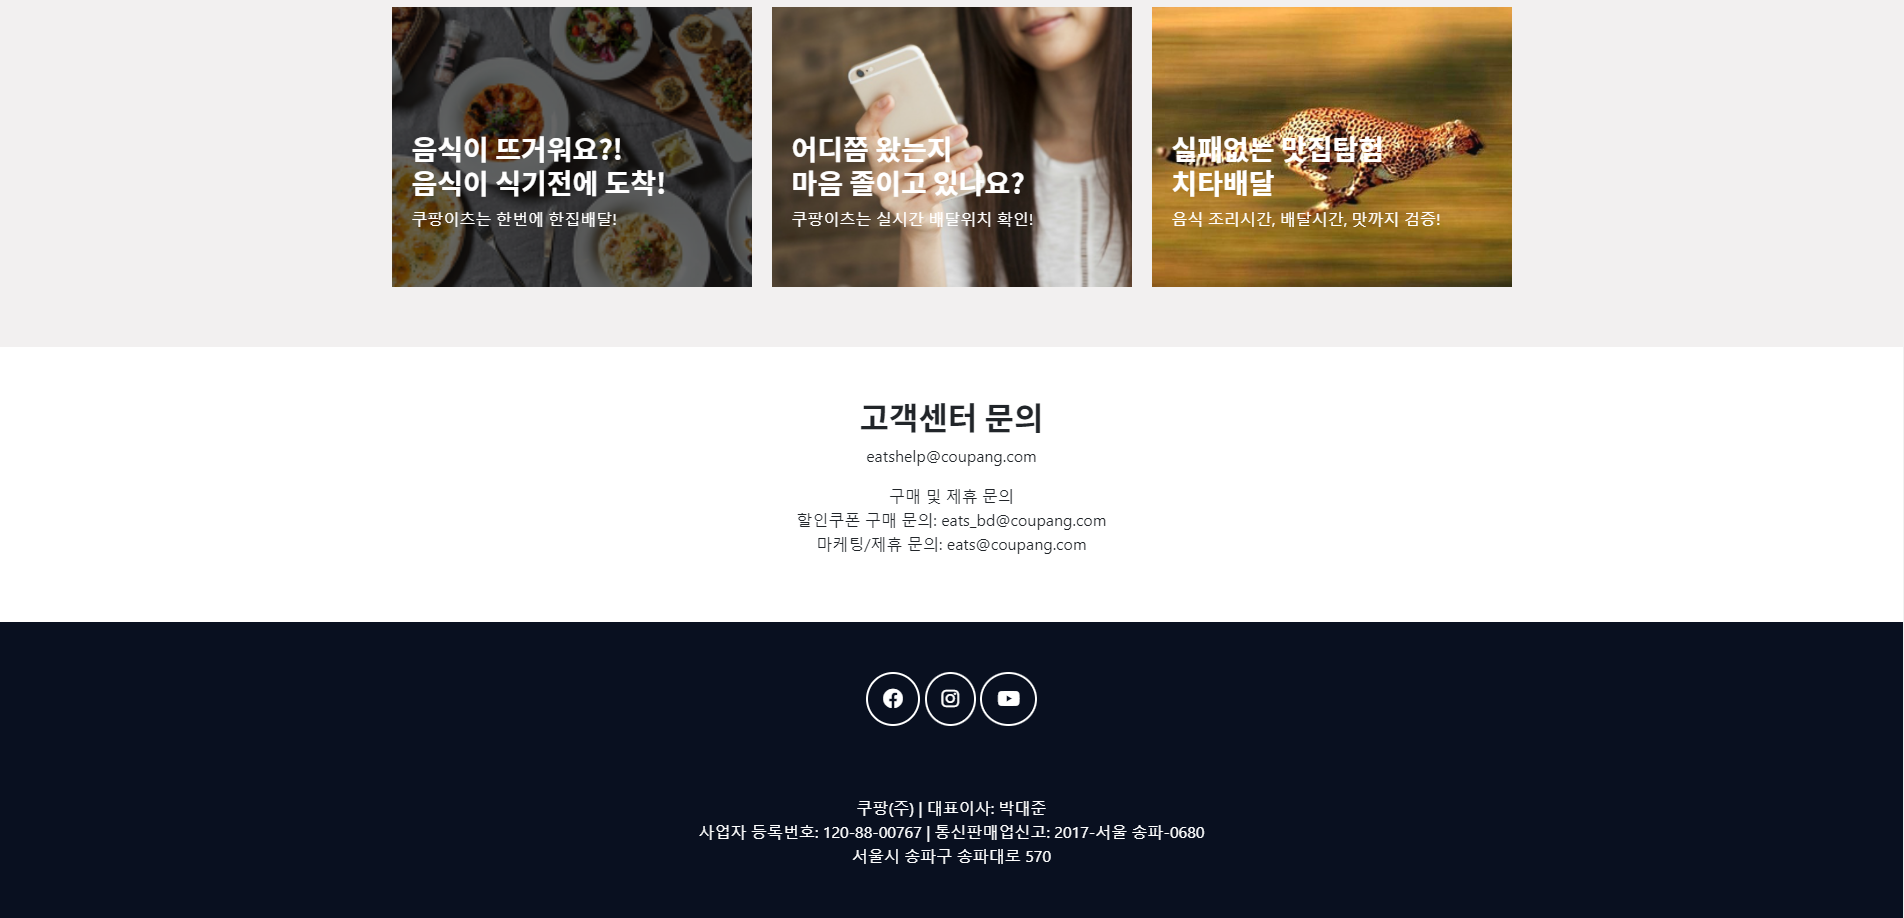 음식이 뜨거워요?!
음식이 식기전에 도착!
쿠팡이츠는 한번에 한집배달!
어디쯤 왔는지
마음 졸이고 있나요?
쿠팡이츠는 실시간 배달위치 확인!
실패없는 맛집탐험
치타배달
음식 조리시간, 배달시간, 맛까지 검증!
고객센터 문의
eatshelp@coupang.com
구매 및 제휴 문의
할인쿠폰 구매 문의: eats_bd@coupang.com
마케팅/제휴 문의: eats@coupang.com
쿠팡(주) | 대표이사: 박대준
사업자 등록번호: 120-88-00767 | 통신판매업신고: 2017-서울 송파-0680
서울시 송파구 송파대로 570